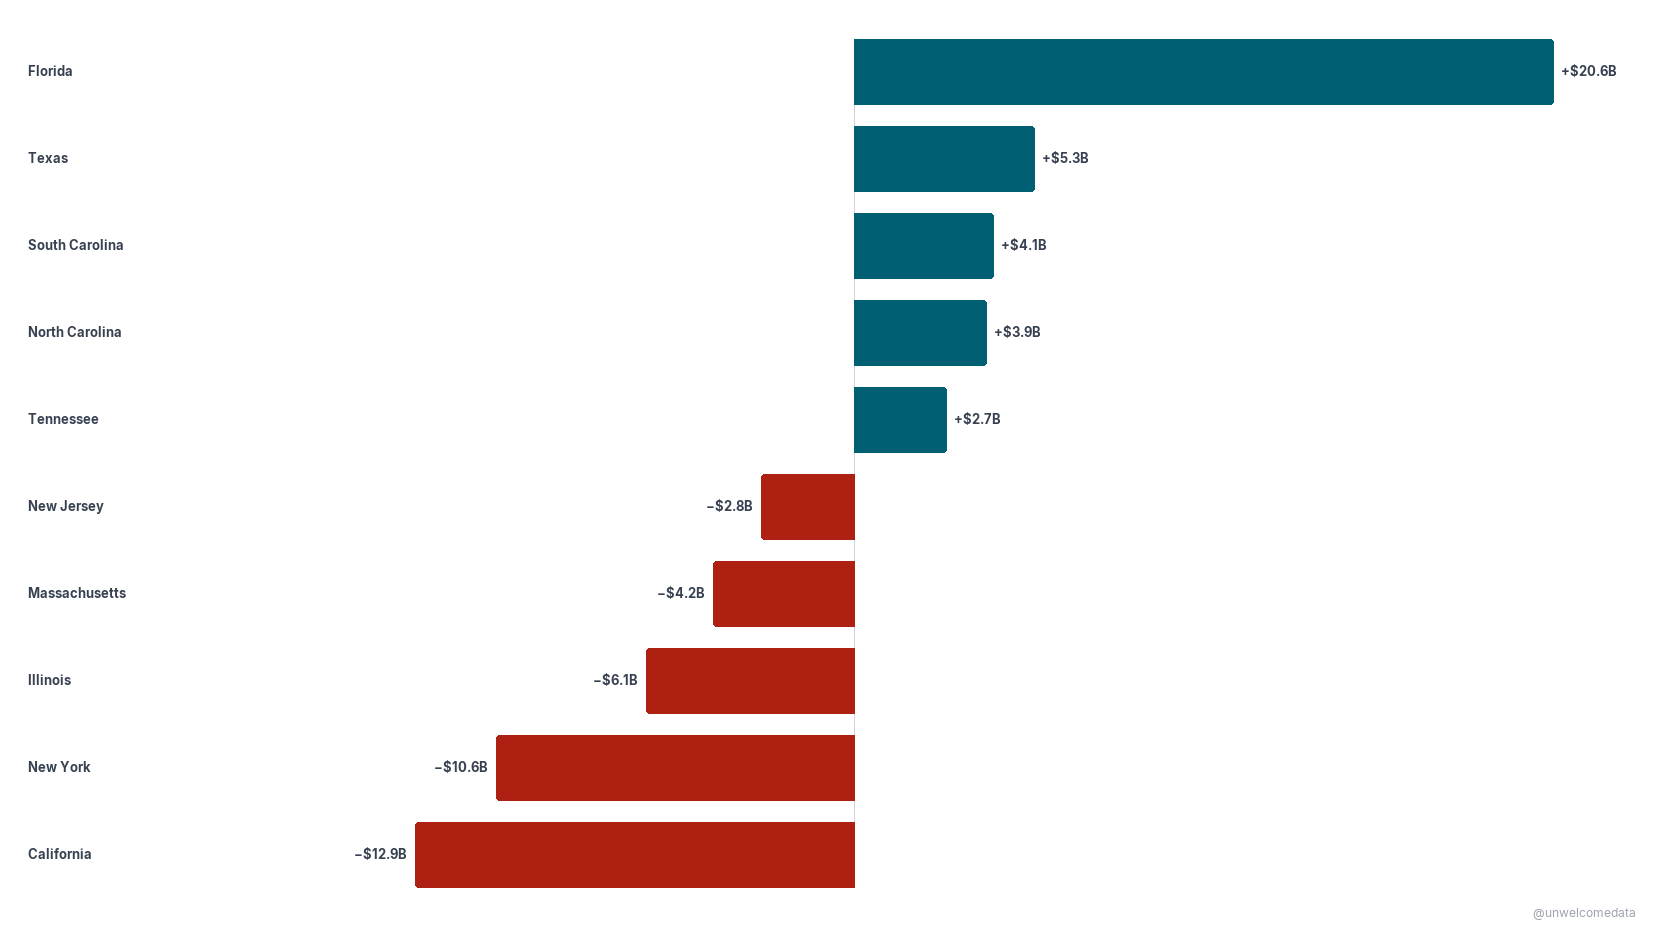 Florida +$20.6B
Texas +$5.3B
South Carolina +$4.1B
North Carolina +$3.9B
Tennessee +$2.7B
New Jersey −$2.8B
Massachusetts −$4.2B
Illinois −$6.1B
New York −$10.6B
California −$12.9B
@unwelcomedata